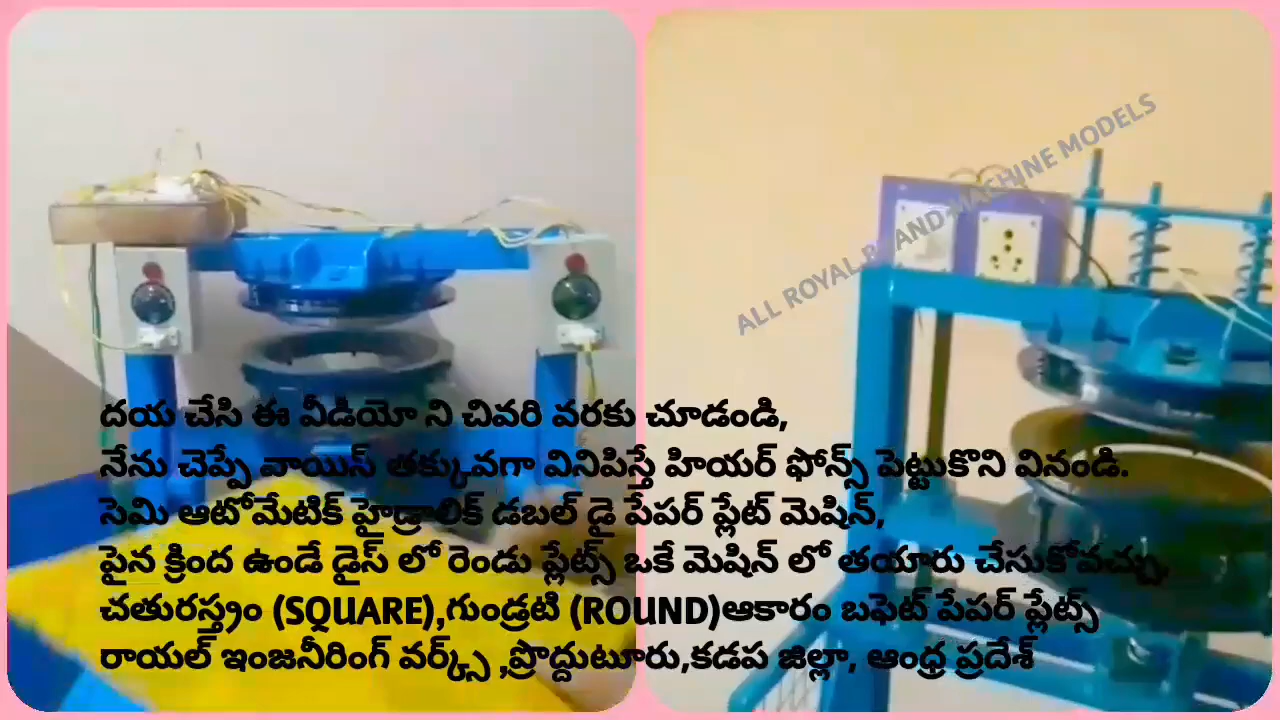 ALL ROYAL BRAND MACHINE MODELS
దయ చేసి ఈ వీడియో ని చివరి వరకు చూడండి,
నేను చెప్పే వాయిస్ తక్కువగా వినిపిస్తే హియర్ ఫోన్స్ పెట్టుకొని వినండి.
సెమి ఆటోమేటిక్ హైడ్రాలిక్ డబల్ డై పేపర్ ప్లేట్ మెషిన్,
పైన క్రింద ఉండే డైస్ లో రెండు ప్లేట్స్ ఒకే మెషిన్ లో తయారు చేసుకోవచ్చు,
చతురస్త్రం (SQUARE),గుండ్రటి (ROUND)ఆకారం బఫెట్ పేపర్ ప్లేట్స్
రాయల్ ఇంజనీరింగ్ వర్క్స్ ,ప్రొద్దుటూరు,కడప జిల్లా, ఆంధ్ర ప్రదేశ్